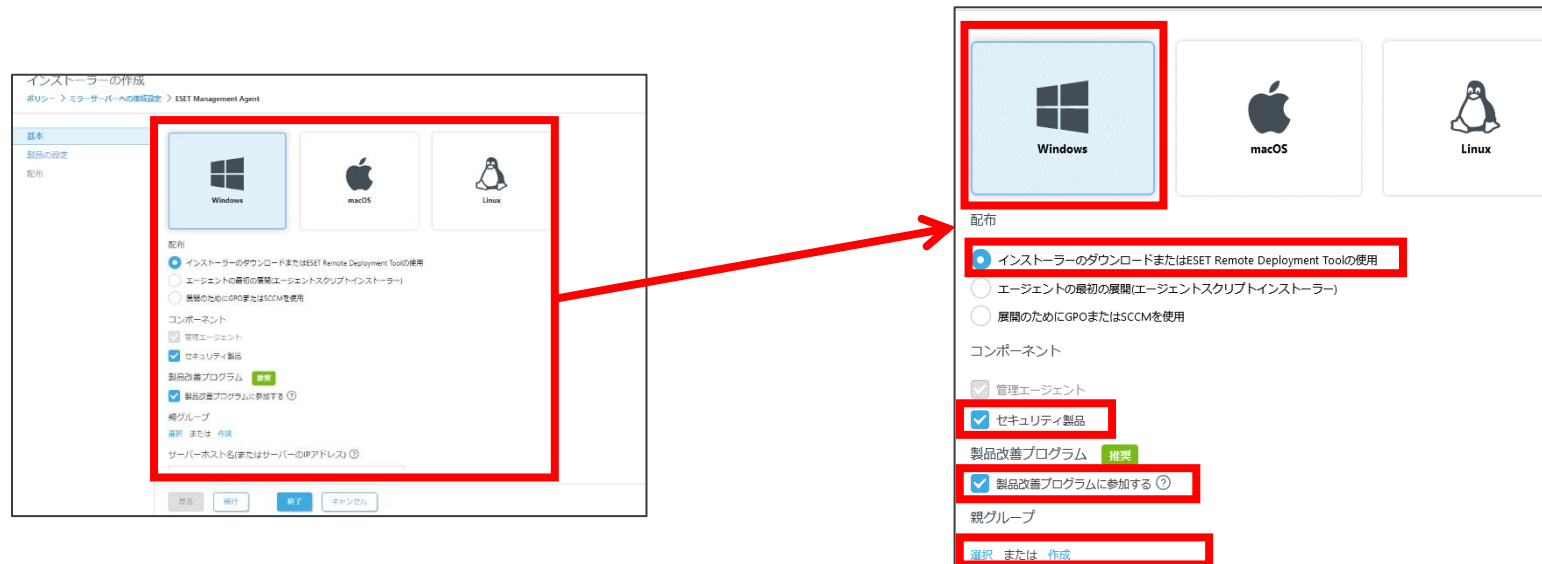 インストーラーの作成
ポリシー > ミラーサーバーへの接続設定 > ESET Management Agent
基本
製品の設定
配布
Windows
macOS
Linux
配布
インストーラーのダウンロードまたはESET Remote Deployment Toolの使用
エージェントの最初の展開(エージェントスクリプトインストーラー)
展開のためにGPOまたはSCCMを使用
コンポーネント
管理エージェント
セキュリティ製品
製品改善プログラム 推奨
製品改善プログラムに参加する ?
親グループ
選択 または 作成
サーバーホスト名(またはサーバーのIPアドレス) ?
戻る 続行 終了 キャンセル
Windows
macOS
Linux
配布
インストーラーのダウンロードまたはESET Remote Deployment Toolの使用
エージェントの最初の展開(エージェントスクリプトインストーラー)
展開のためにGPOまたはSCCMを使用
コンポーネント
管理エージェント
セキュリティ製品
製品改善プログラム 推奨
製品改善プログラムに参加する ?
親グループ
選択 または 作成